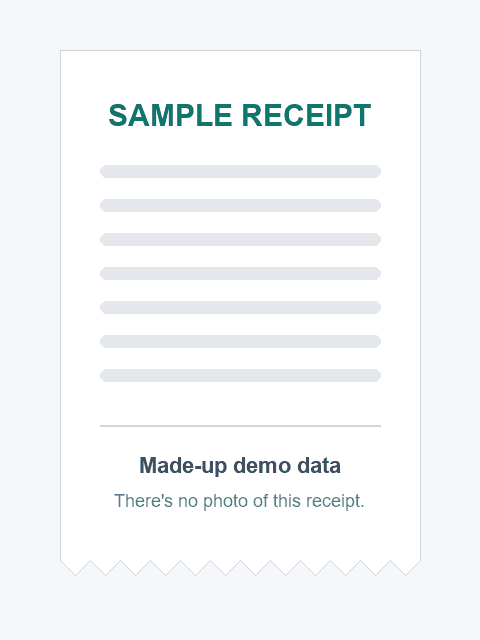 SAMPLE RECEIPT
Made-up demo data
There's no photo of this receipt.